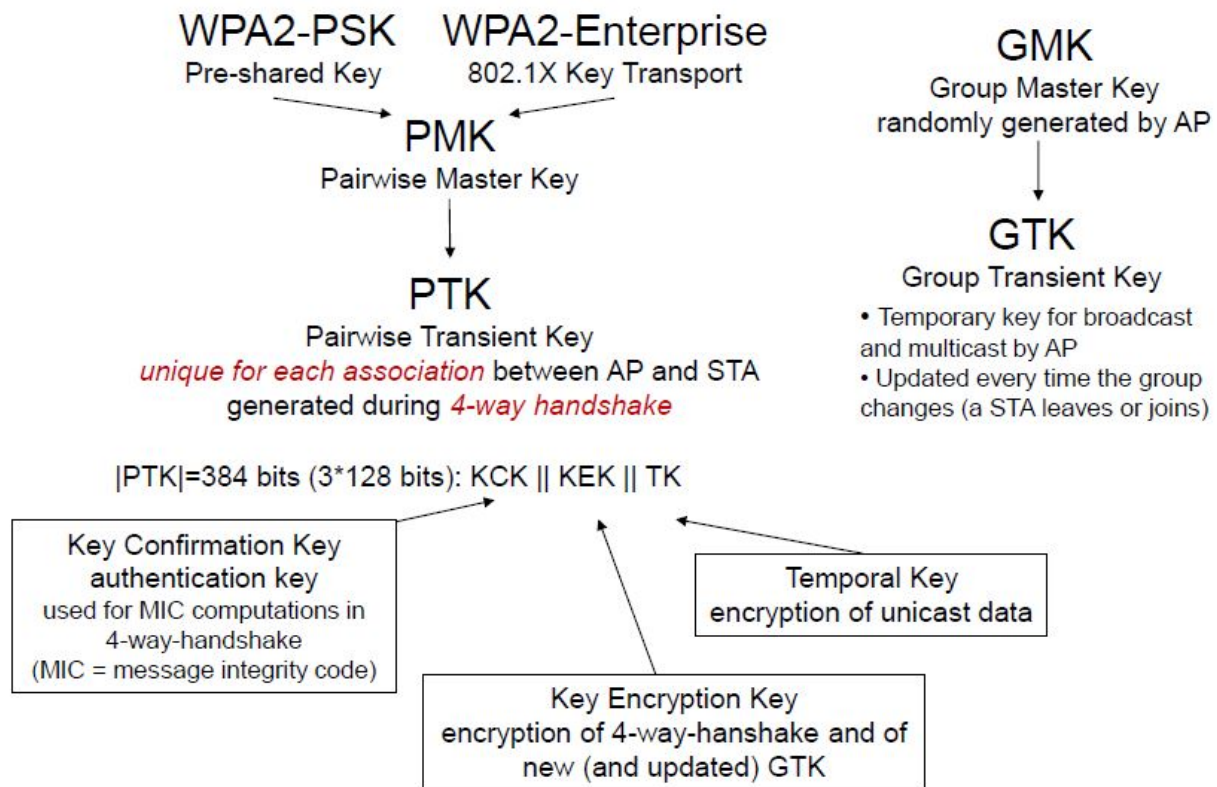 WPA2-PSK
Pre-shared Key
WPA2-Enterprise
802.1X Key Transport
PMK
Pairwise Master Key
PTK
Pairwise Transient Key
unique for each association between AP and STA
generated during 4-way handshake
GMK
Group Master Key
randomly generated by AP
GTK
Group Transient Key
• Temporary key for broadcast
and multicast by AP
• Updated every time the group
changes (a STA leaves or joins)
|PTK|=384 bits (3*128 bits): KCK || KEK || TK
Key Confirmation Key
authentication key
used for MIC computations in
4-way-handshake
(MIC = message integrity code)
Temporal Key
encryption of unicast data
Key Encryption Key
encryption of 4-way-hanshake and of
new (and updated) GTK